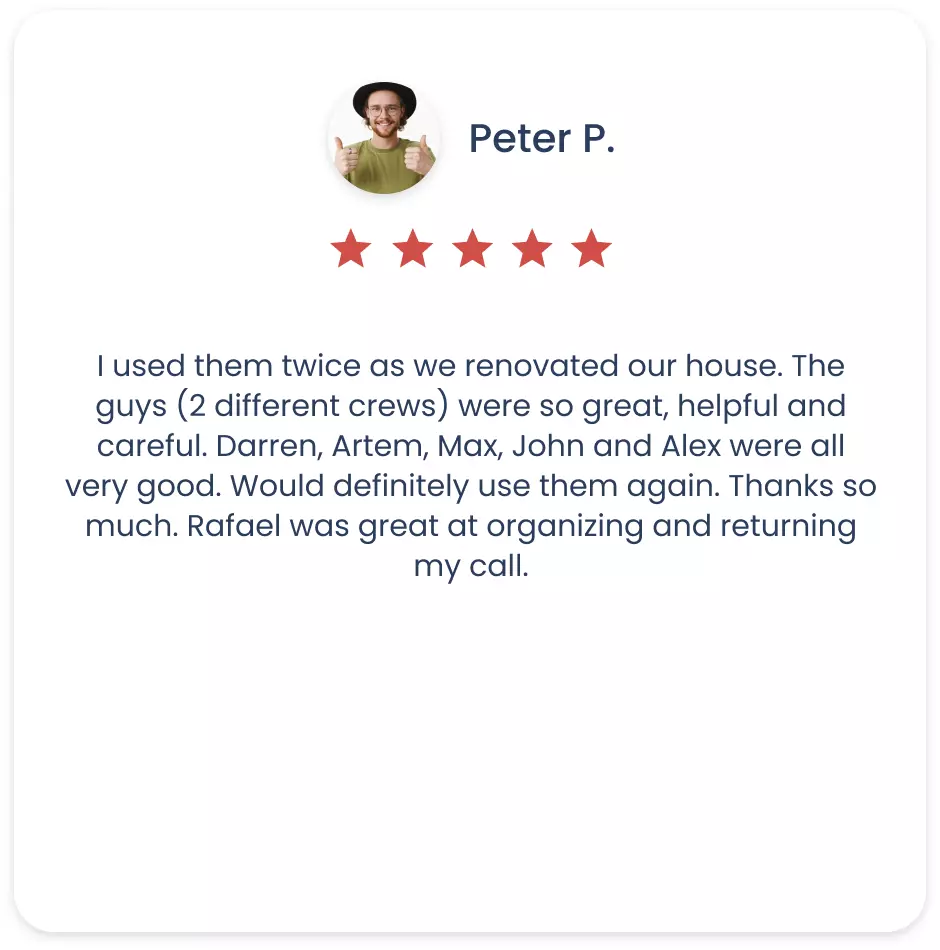 Peter P.
I used them twice as we renovated our house. The
guys (2 different crews) were so great, helpful and
careful. Darren, Artem, Max, John and Alex were all
very good. Would definitely use them again. Thanks so
much. Rafael was great at organizing and returning
my call.